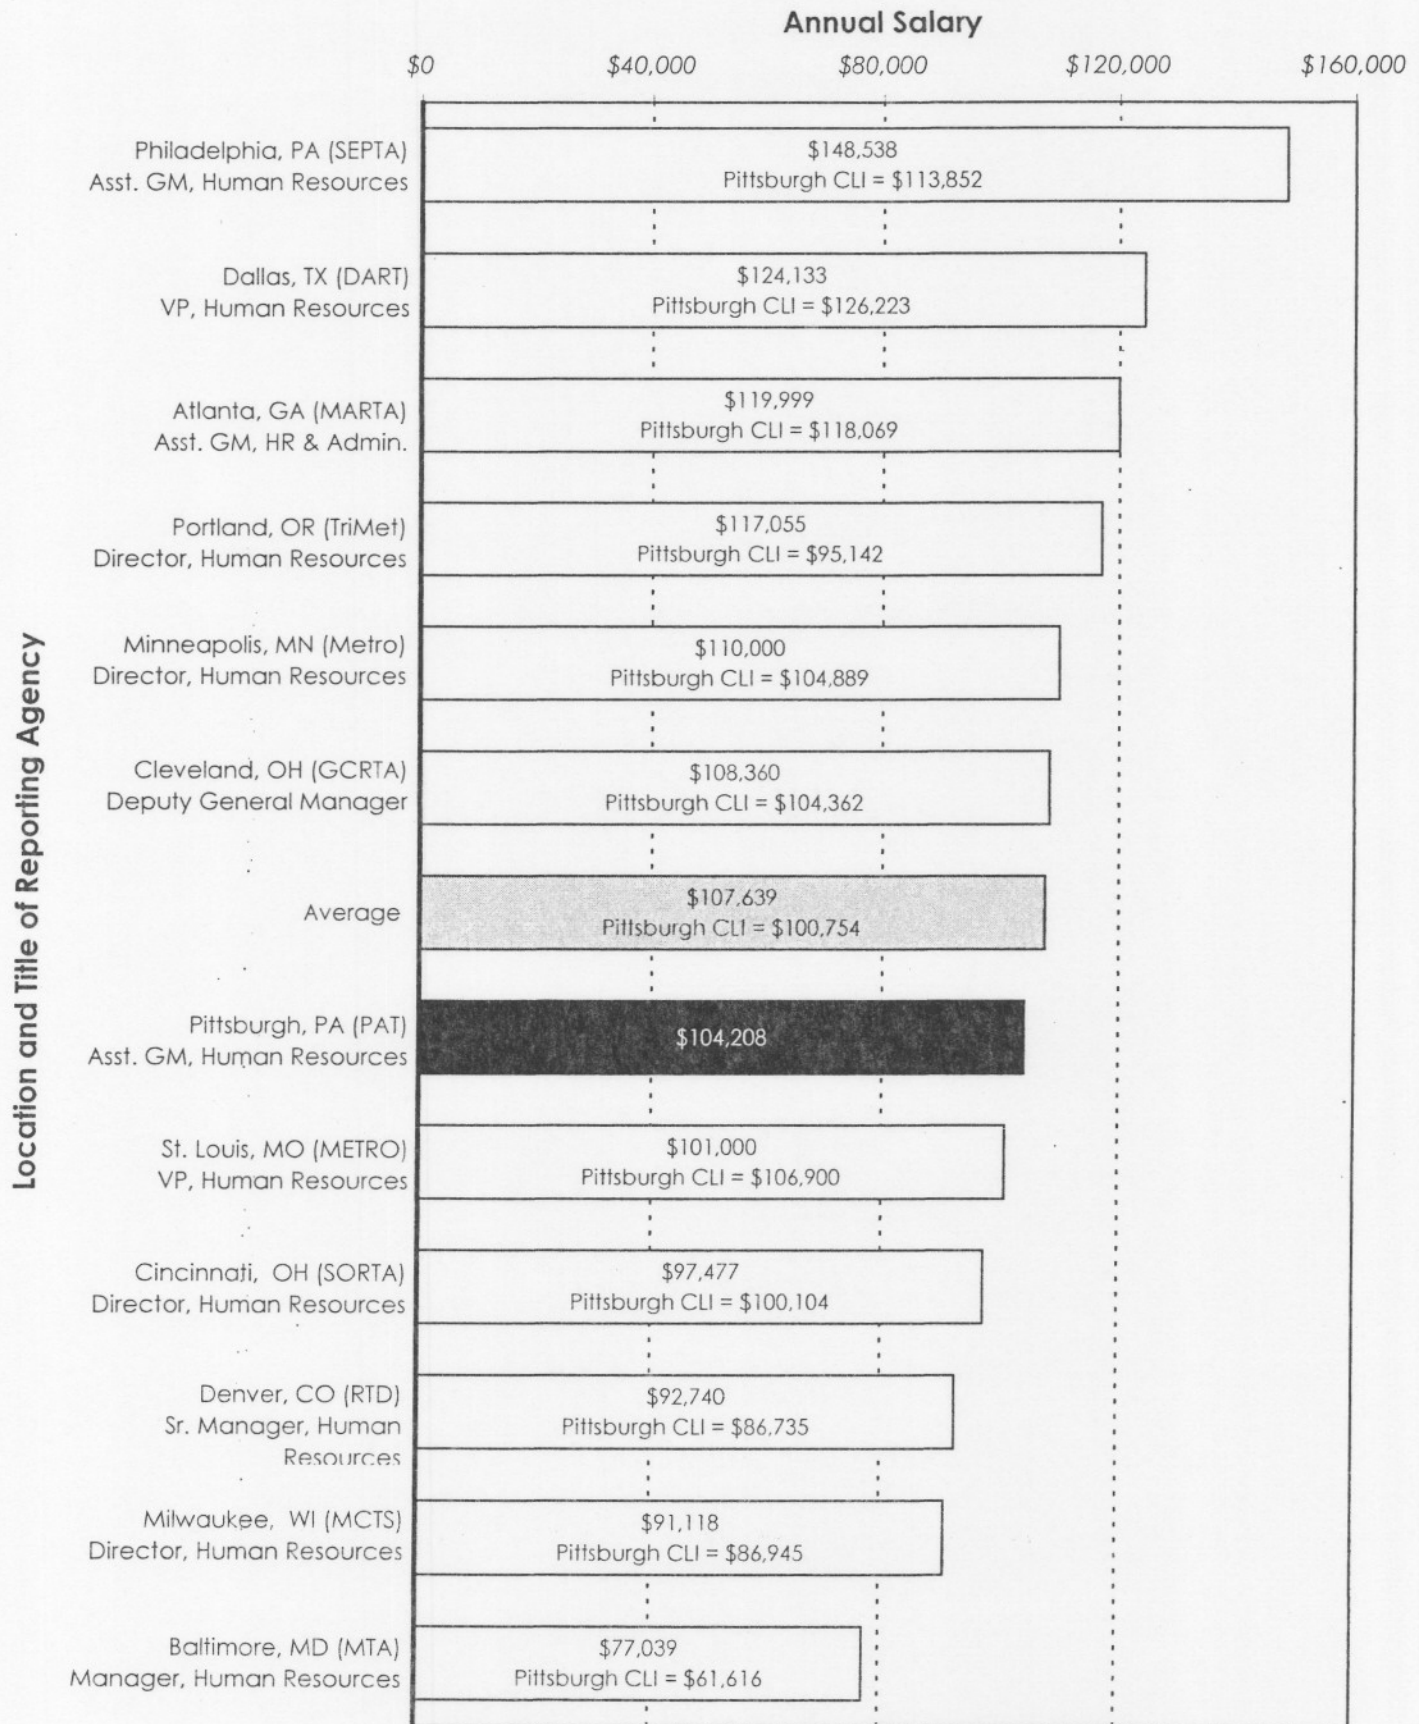 Annual Salary
$0 $40,000 $80,000 $120,000 $160,000
Location and Title of Reporting Agency
Philadelphia, PA (SEPTA)
Asst. GM, Human Resources
$148,538
Pittsburgh CLI = $113,852
Dallas, TX (DART)
VP, Human Resources
$124,133
Pittsburgh CLI = $126,223
Atlanta, GA (MARTA)
Asst. GM, HR & Admin.
$119,999
Pittsburgh CLI = $118,069
Portland, OR (TriMet)
Director, Human Resources
$117,055
Pittsburgh CLI = $95,142
Minneapolis, MN (Metro)
Director, Human Resources
$110,000
Pittsburgh CLI = $104,889
Cleveland, OH (GCRTA)
Deputy General Manager
$108,360
Pittsburgh CLI = $104,362
Average
$107,639
Pittsburgh CLI = $100,754
Pittsburgh, PA (PAT)
Asst. GM, Human Resources
$104,208
St. Louis, MO (METRO)
VP, Human Resources
$101,000
Pittsburgh CLI = $106,900
Cincinnati, OH (SORTA)
Director, Human Resources
$97,477
Pittsburgh CLI = $100,104
Denver, CO (RTD)
Sr. Manager, Human
Resources
$92,740
Pittsburgh CLI = $86,735
Milwaukee, WI (MCTS)
Director, Human Resources
$91,118
Pittsburgh CLI = $86,945
Baltimore, MD (MTA)
Manager, Human Resources
$77,039
Pittsburgh CLI = $61,616